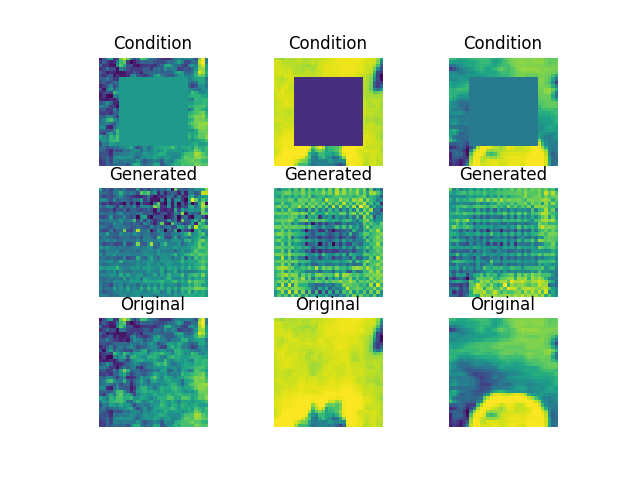 Condition Condition Condition
Generated Generated Generated
Original Original Original